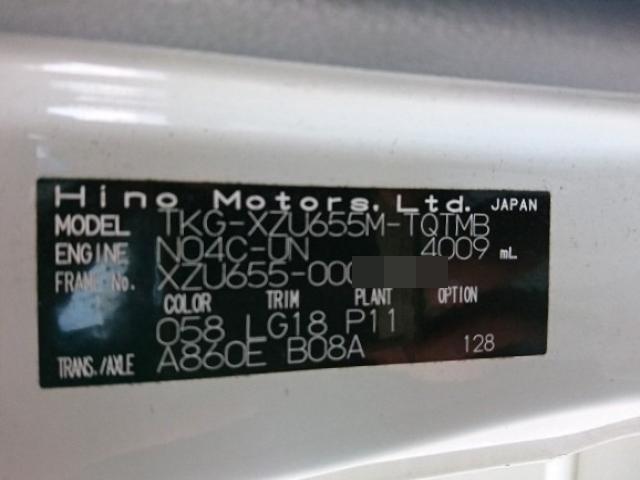 Hino Motors, Ltd. JAPAN
MODEL TKG-XZU655M-TQTMB
ENGINE N04C-UN 4009 mL
FRAME No. XZU655-000
COLOR TRIM PLANT OPTION
058 LG18 P11
TRANS./AXLE A860E B08A 128